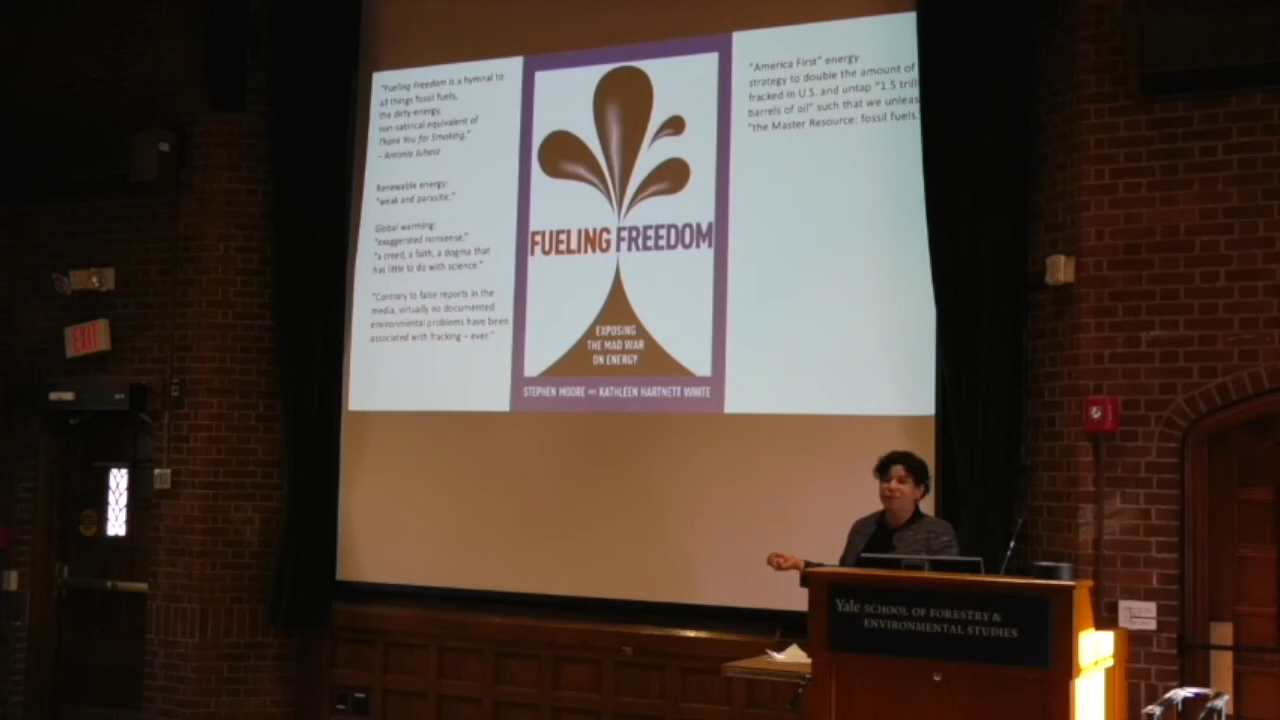 "Fueling Freedom is a hymnal to
all things fossil fuels,
the dirty-energy,
non-satirical equivalent of
Thank You for Smoking."
– Antonia Juhasz
Renewable energy:
"weak and parasitic."
Global warming:
"exaggerated nonsense,"
"a creed, a faith, a dogma that
has little to do with science."
"Contrary to false reports in the
media, virtually no documented
environmental problems have been
associated with fracking – ever."
FUELING FREEDOM
EXPOSING
THE MAD WAR
ON ENERGY
STEPHEN MOORE AND KATHLEEN HARTNETT WHITE
"America First" energy
strategy to double the amount of
fracked in U.S. and untap "1.5 trill
barrels of oil" such that we unleas
"the Master Resource: fossil fuels.
EXIT
Yale SCHOOL OF FORESTRY &
ENVIRONMENTAL STUDIES